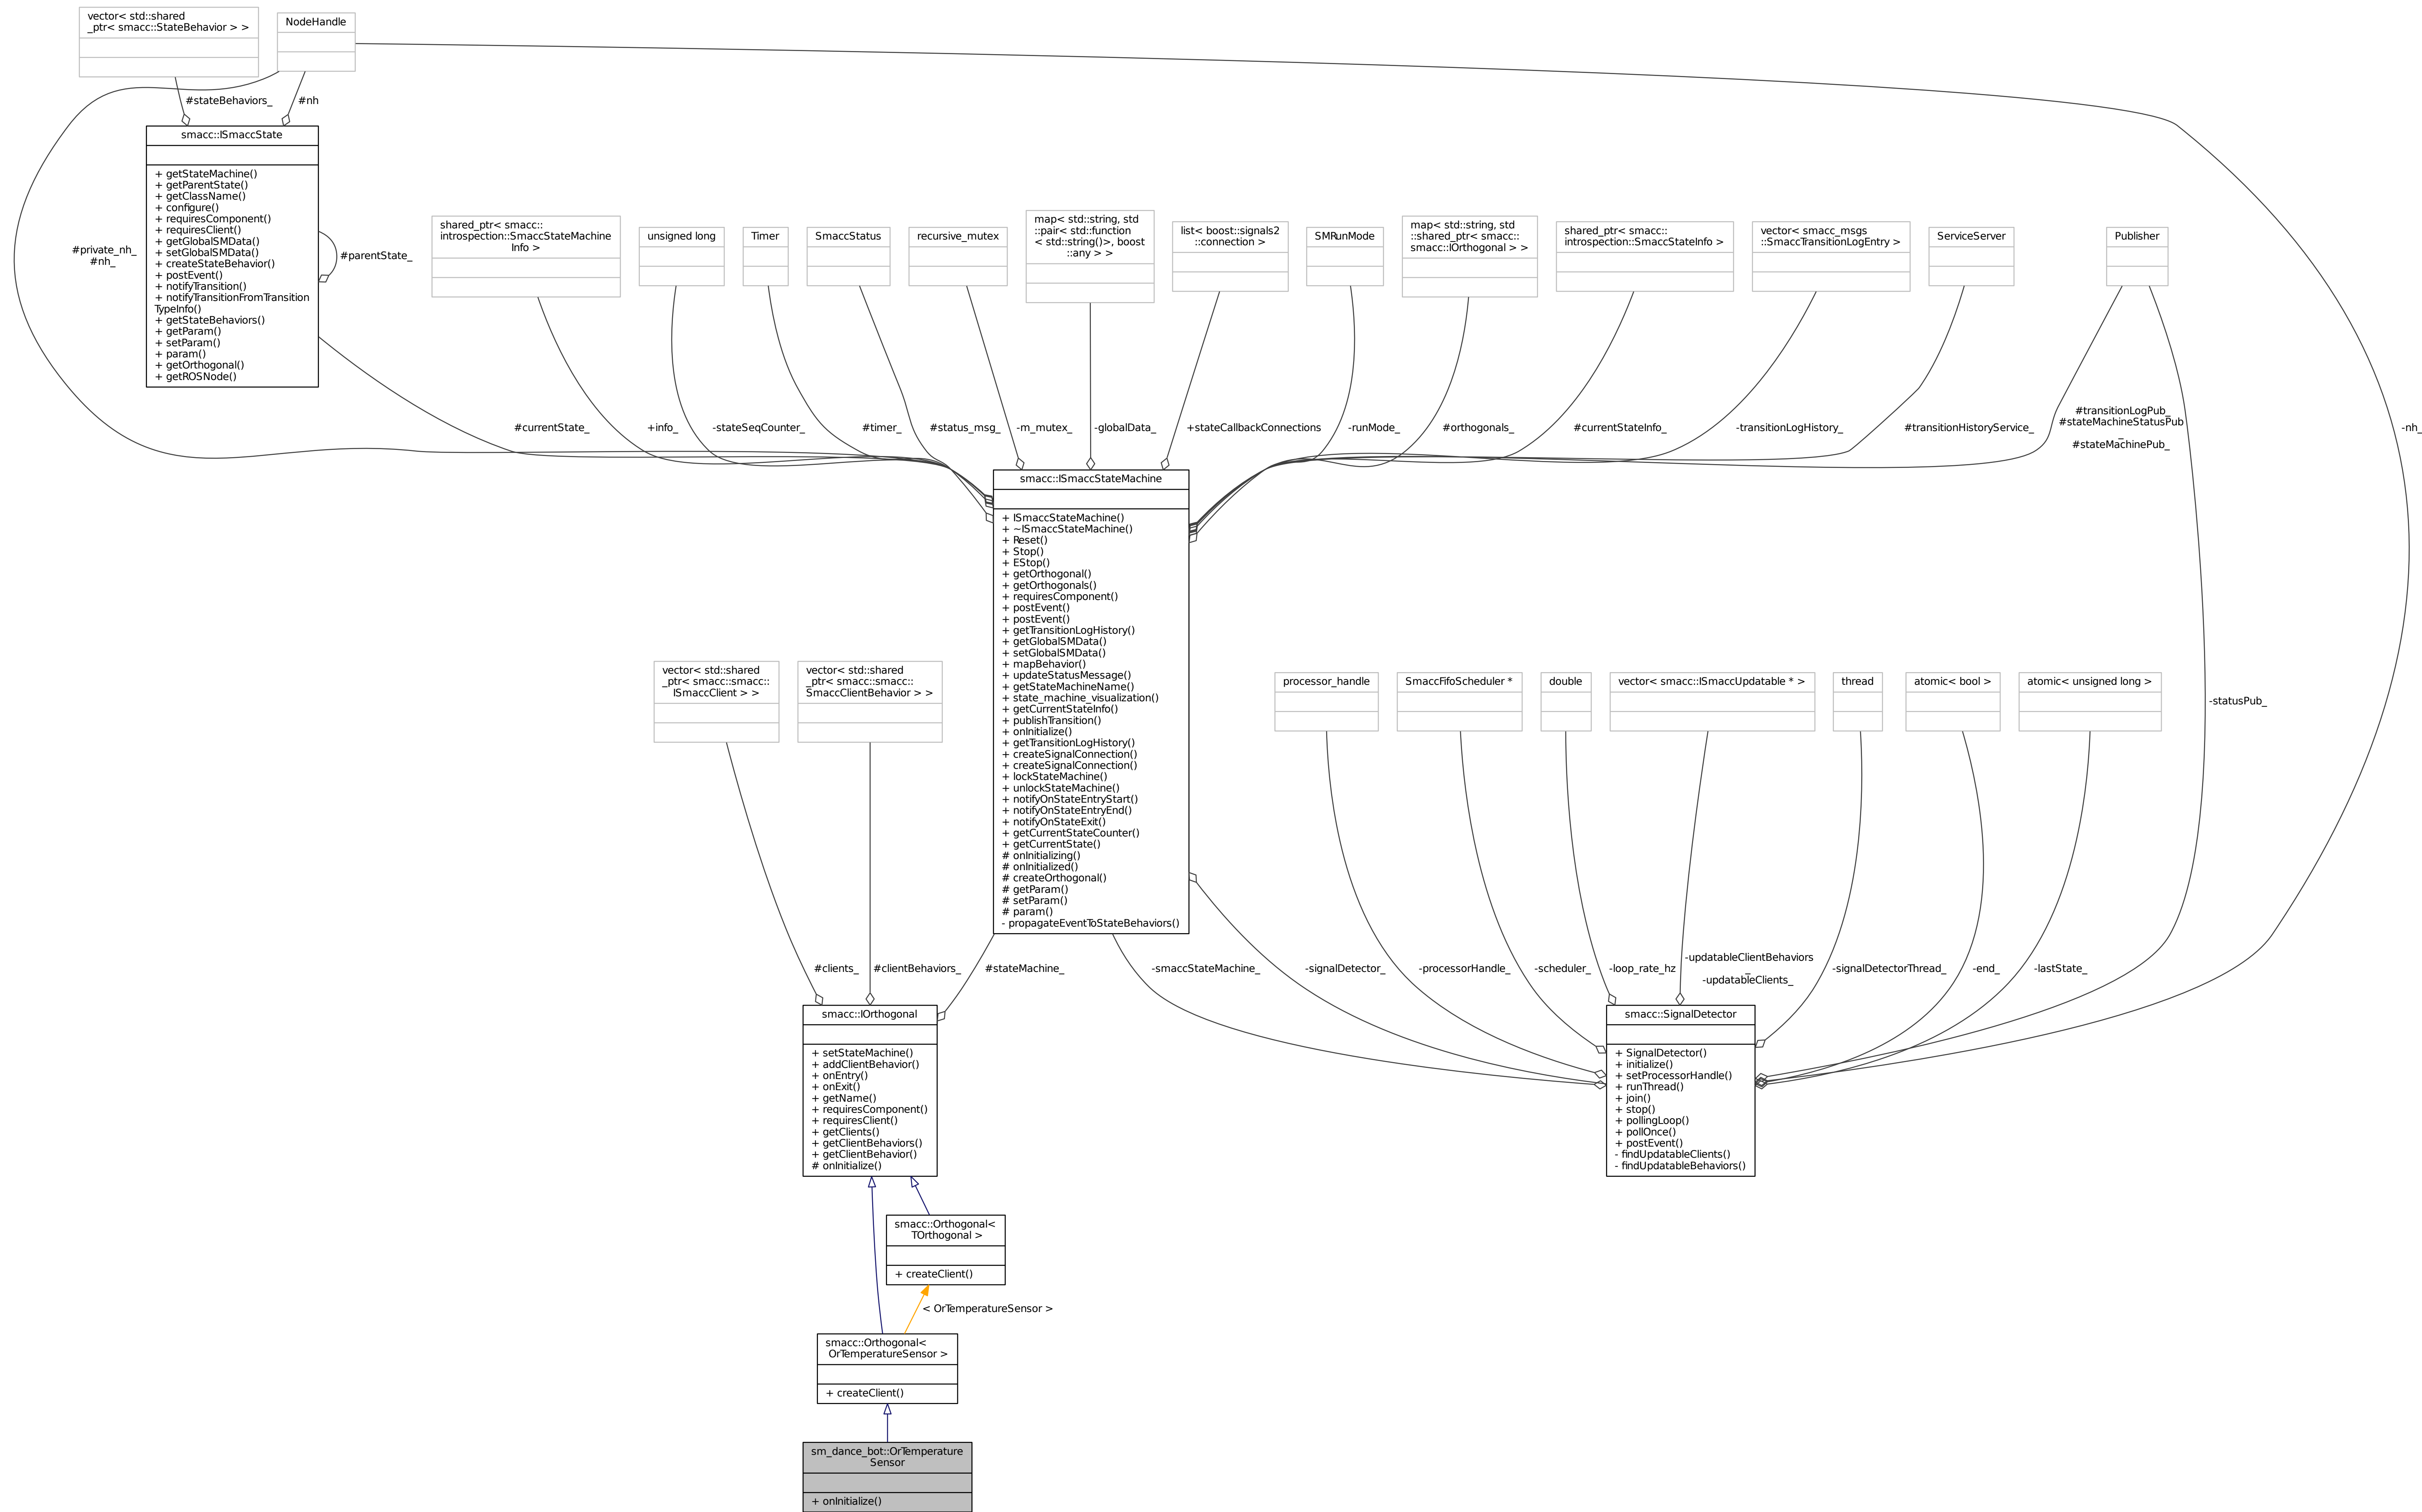 vector< std::shared
_ptr< smacc::StateBehavior > >
NodeHandle
#stateBehaviors_
#nh
smacc::ISmaccState
+ getStateMachine()
+ getParentState()
+ getClassName()
+ configure()
+ requiresComponent()
+ requiresClient()
+ getGlobalSMData()
+ setGlobalSMData()
+ createStateBehavior()
+ postEvent()
+ notifyTransition()
+ notifyTransitionFromTransition
TypeInfo()
+ getStateBehaviors()
+ getParam()
+ setParam()
+ param()
+ getOrthogonal()
+ getROSNode()
#private_nh_
#nh_
#parentState_
shared_ptr< smacc::
introspection::SmaccStateMachine
Info >
unsigned long
Timer
SmaccStatus
recursive_mutex
map< std::string, std
::pair< std::function
< std::string()>, boost
::any > >
list< boost::signals2
::connection >
SMRunMode
map< std::string, std
::shared_ptr< smacc::
smacc::IOrthogonal > >
shared_ptr< smacc::
introspection::SmaccStateInfo >
vector< smacc_msgs
::SmaccTransitionLogEntry >
ServiceServer
Publisher
#currentState_
+info_
-stateSeqCounter_
#timer_
#status_msg_
-m_mutex_
-globalData_
+stateCallbackConnections
-runMode_
#orthogonals_
#currentStateInfo_
-transitionLogHistory_
#transitionHistoryService_
#transitionLogPub_
#stateMachineStatusPub
_
#stateMachinePub_
-nh_
smacc::ISmaccStateMachine
+ ISmaccStateMachine()
+ ~ISmaccStateMachine()
+ Reset()
+ Stop()
+ EStop()
+ getOrthogonal()
+ getOrthogonals()
+ requiresComponent()
+ postEvent()
+ postEvent()
+ getTransitionLogHistory()
+ getGlobalSMData()
+ setGlobalSMData()
+ mapBehavior()
+ updateStatusMessage()
+ getStateMachineName()
+ state_machine_visualization()
+ getCurrentStateInfo()
+ publishTransition()
+ onInitialize()
+ getTransitionLogHistory()
+ createSignalConnection()
+ createSignalConnection()
+ lockStateMachine()
+ unlockStateMachine()
+ notifyOnStateEntryStart()
+ notifyOnStateEntryEnd()
+ notifyOnStateExit()
+ getCurrentStateCounter()
+ getCurrentState()
# onInitializing()
# onInitialized()
# createOrthogonal()
# getParam()
# setParam()
# param()
- propagateEventToStateBehaviors()
vector< std::shared
_ptr< smacc::smacc::
ISmaccClient > >
vector< std::shared
_ptr< smacc::smacc::
SmaccClientBehavior > >
processor_handle
SmaccFifoScheduler *
double
vector< smacc::ISmaccUpdatable * >
thread
atomic< bool >
atomic< unsigned long >
-statusPub_
#clients_
#clientBehaviors_
#stateMachine_
-smaccStateMachine_
-signalDetector_
-processorHandle_
-scheduler_
-loop_rate_hz
-updatableClientBehaviors
_
-updatableClients_
-signalDetectorThread_
-end_
-lastState_
smacc::IOrthogonal
+ setStateMachine()
+ addClientBehavior()
+ onEntry()
+ onExit()
+ getName()
+ requiresComponent()
+ requiresClient()
+ getClients()
+ getClientBehaviors()
+ getClientBehavior()
# onInitialize()
smacc::SignalDetector
+ SignalDetector()
+ initialize()
+ setProcessorHandle()
+ runThread()
+ join()
+ stop()
+ pollingLoop()
+ pollOnce()
+ postEvent()
- findUpdatableClients()
- findUpdatableBehaviors()
smacc::Orthogonal<
TOrthogonal >
+ createClient()
< OrTemperatureSensor >
smacc::Orthogonal<
OrTemperatureSensor >
+ createClient()
sm_dance_bot::OrTemperature
Sensor
+ onInitialize()